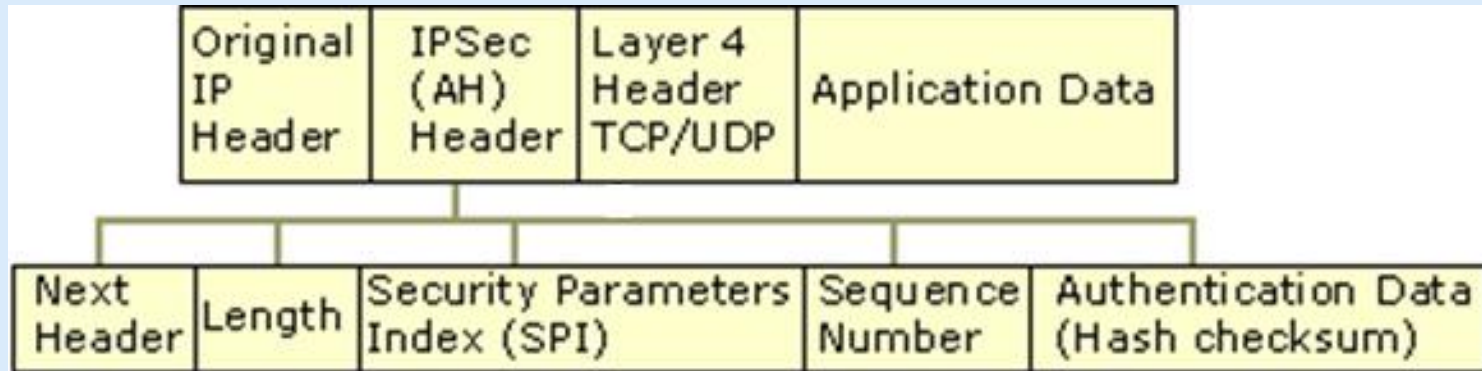 Original
IP
Header
IPSec
(AH)
Header
Layer 4
Header
TCP/UDP
Application Data
Next
Header
Length
Security Parameters
Index (SPI)
Sequence
Number
Authentication Data
(Hash checksum)